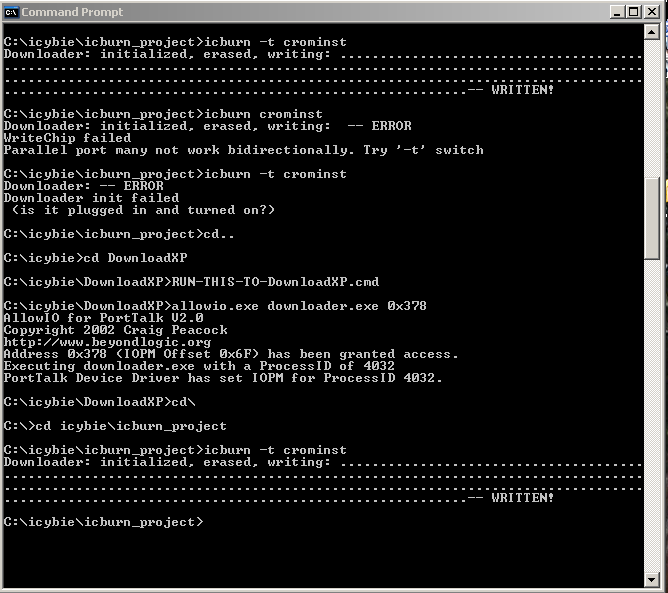 Command Prompt
C:\icybie\icburn_project>icburn -t crominst
Downloader: initialized, erased, writing: ......................................
................................................................................
................................................................................
..........................................................-- WRITTEN!
C:\icybie\icburn_project>icburn crominst
Downloader: initialized, erased, writing:  -- ERROR
WriteChip failed
Parallel port many not work bidirectionally. Try '-t' switch
C:\icybie\icburn_project>icburn -t crominst
Downloader: -- ERROR
Downloader init failed
 (is it plugged in and turned on?)
C:\icybie\icburn_project>cd..
C:\icybie>cd DownloadXP
C:\icybie\DownloadXP>RUN-THIS-TO-DownloadXP.cmd
C:\icybie\DownloadXP>allowio.exe downloader.exe 0x378
AllowIO for PortTalk V2.0
Copyright 2002 Craig Peacock
http://www.beyondlogic.org
Address 0x378 (IOPM Offset 0x6F) has been granted access.
Executing downloader.exe with a ProcessID of 4032
PortTalk Device Driver has set IOPM for ProcessID 4032.
C:\icybie\DownloadXP>cd\
C:\>cd icybie\icburn_project
C:\icybie\icburn_project>icburn -t crominst
Downloader: initialized, erased, writing: ......................................
................................................................................
................................................................................
..........................................................-- WRITTEN!
C:\icybie\icburn_project>